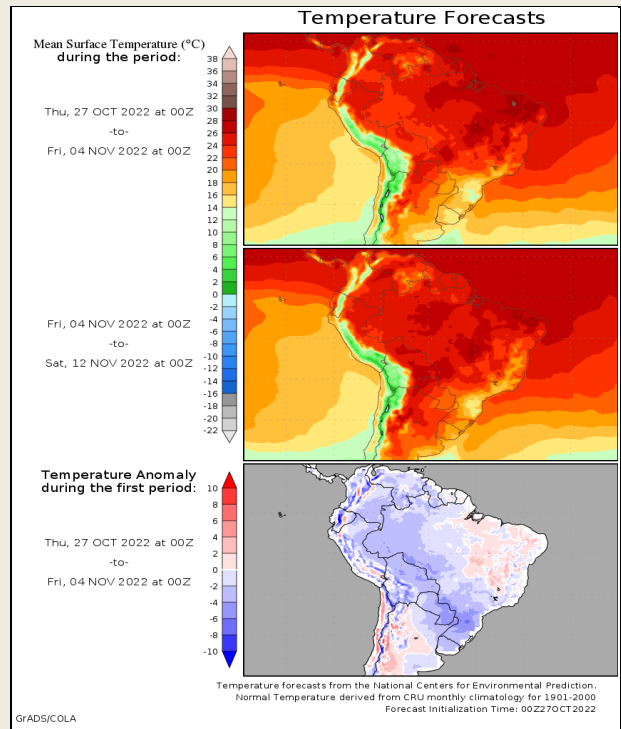 Temperature Forecasts
Mean Surface Temperature (°C)
during the period:
Thu, 27 OCT 2022 at 00Z
-to-
Fri, 04 NOV 2022 at 00Z
38
36
34
32
30
28
26
24
22
20
18
16
14
12
10
8
6
4
2
0
-2
-4
-6
-8
-10
-12
-14
-16
-18
-20
-22
Fri, 04 NOV 2022 at 00Z
-to-
Sat, 12 NOV 2022 at 00Z
Temperature Anomaly
during the first period:
Thu, 27 OCT 2022 at 00Z
-to-
Fri, 04 NOV 2022 at 00Z
10
8
6
4
2
0
-2
-4
-6
-8
-10
Temperature forecasts from the National Centers for Environmental Prediction.
Normal Temperature derived from CRU monthly climatology for 1901-2000
Forecast Initialization Time: 00Z27OCT2022
GrADS/COLA